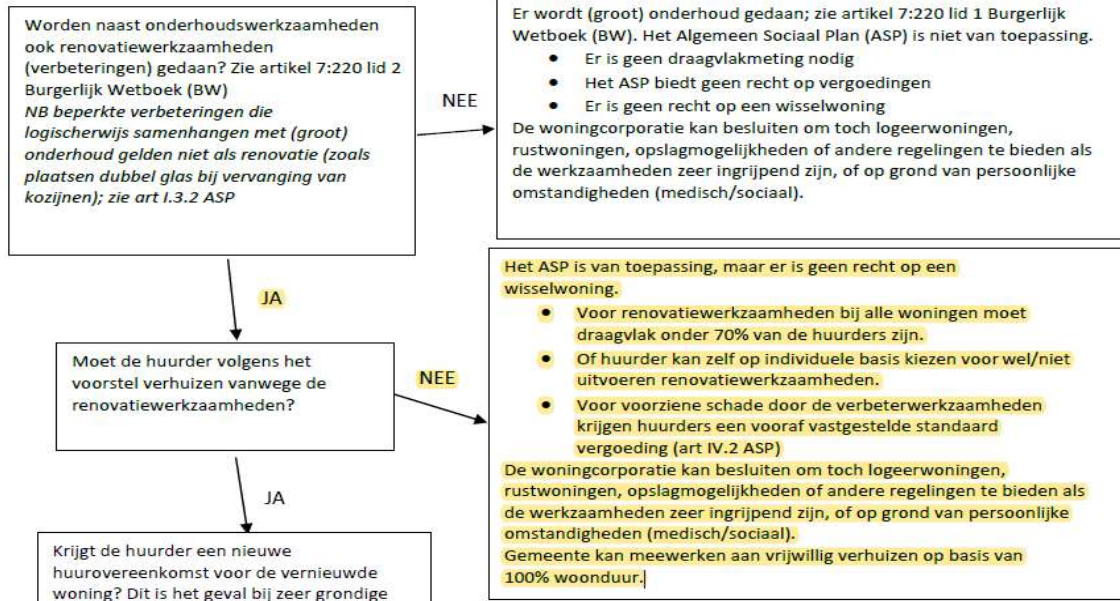 Worden naast onderhoudswerkzaamheden
ook renovatiewerkzaamheden
(verbeteringen) gedaan? Zie artikel 7:220 lid 2
Burgerlijk Wetboek (BW)
NB beperkte verbeteringen die
logischerwijs samenhangen met (groot)
onderhoud gelden niet als renovatie (zoals
plaatsen dubbel glas bij vervanging van
kozijnen); zie art I.3.2 ASP
NEE
Er wordt (groot) onderhoud gedaan; zie artikel 7:220 lid 1 Burgerlijk
Wetboek (BW). Het Algemeen Sociaal Plan (ASP) is niet van toepassing.
• Er is geen draagvlakmeting nodig
• Het ASP biedt geen recht op vergoedingen
• Er is geen recht op een wisselwoning
De woningcorporatie kan besluiten om toch logeerwoningen,
rustwoningen, opslagmogelijkheden of andere regelingen te bieden als
de werkzaamheden zeer ingrijpend zijn, of op grond van persoonlijke
omstandigheden (medisch/sociaal).
JA
Moet de huurder volgens het
voorstel verhuizen vanwege de
renovatiewerkzaamheden?
NEE
Het ASP is van toepassing, maar er is geen recht op een
wisselwoning.
• Voor renovatiewerkzaamheden bij alle woningen moet
draagvlak onder 70% van de huurders zijn.
• Of huurder kan zelf op individuele basis kiezen voor wel/niet
uitvoeren renovatiewerkzaamheden.
• Voor voorziene schade door de verbeterwerkzaamheden
krijgen huurders een vooraf vastgestelde standaard
vergoeding (art IV.2 ASP)
De woningcorporatie kan besluiten om toch logeerwoningen,
rustwoningen, opslagmogelijkheden of andere regelingen te bieden als
de werkzaamheden zeer ingrijpend zijn, of op grond van persoonlijke
omstandigheden (medisch/sociaal).
Gemeente kan meewerken aan vrijwillig verhuizen op basis van
100% woonduur.
JA
Krijgt de huurder een nieuwe
huurovereenkomst voor de vernieuwde
woning? Dit is het geval bij zeer grondige